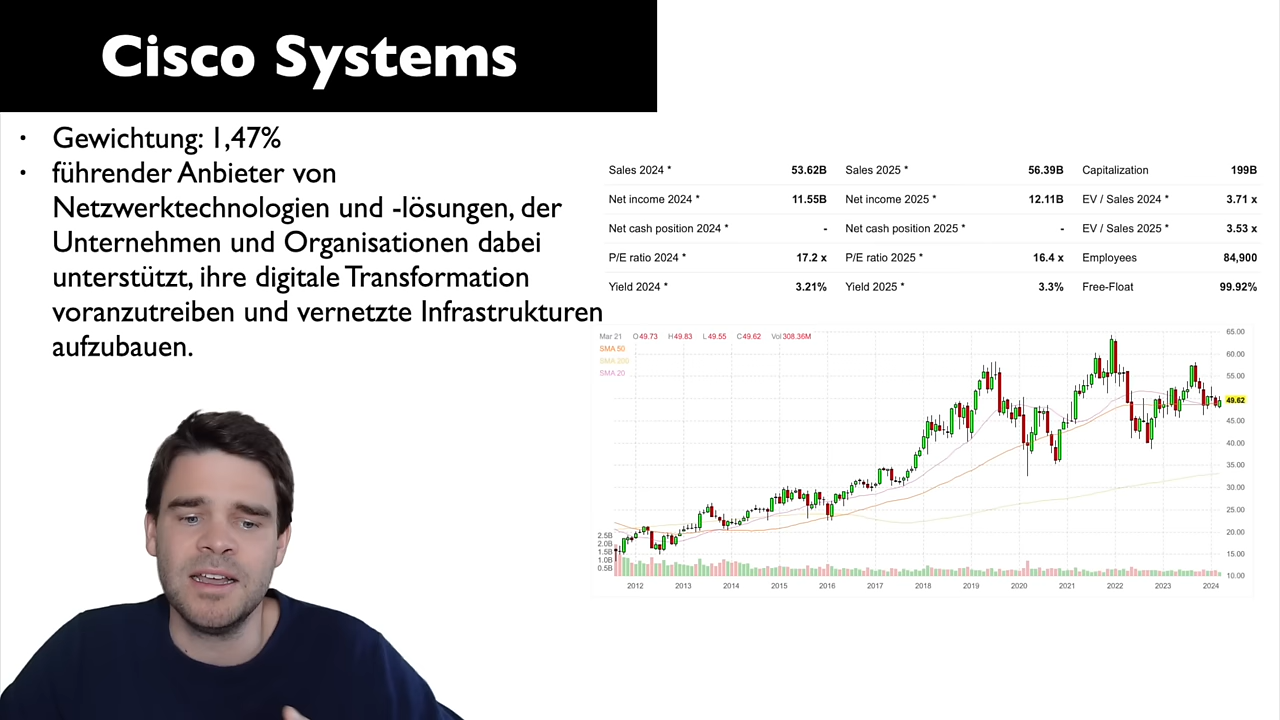 Cisco Systems
• Gewichtung: 1,47%
• führender Anbieter von
Netzwerktechnologien und -lösungen, der
Unternehmen und Organisationen dabei
unterstützt, ihre digitale Transformation
voranzutreiben und vernetzte Infrastrukturen
aufzubauen.
Sales 2024 * 53.62B Sales 2025 * 56.39B Capitalization 199B
Net income 2024 * 11.55B Net income 2025 * 12.11B EV / Sales 2024 * 3.71 x
Net cash position 2024 * - Net cash position 2025 * - EV / Sales 2025 * 3.53 x
P/E ratio 2024 * 17.2 x P/E ratio 2025 * 16.4 x Employees 84,900
Yield 2024 * 3.21% Yield 2025 * 3.3% Free-Float 99.92%
Mar 21 O49.73 H49.83 L49.55 C49.62 Vol308.36M
SMA 50
SMA 200
SMA 20
65.00
60.00
55.00
49.62
45.00
40.00
35.00
30.00
25.00
20.00
15.00
10.00
2.5B
2.0B
1.5B
1.0B
0.5B
2012 2013 2014 2015 2016 2017 2018 2019 2020 2021 2022 2023 2024